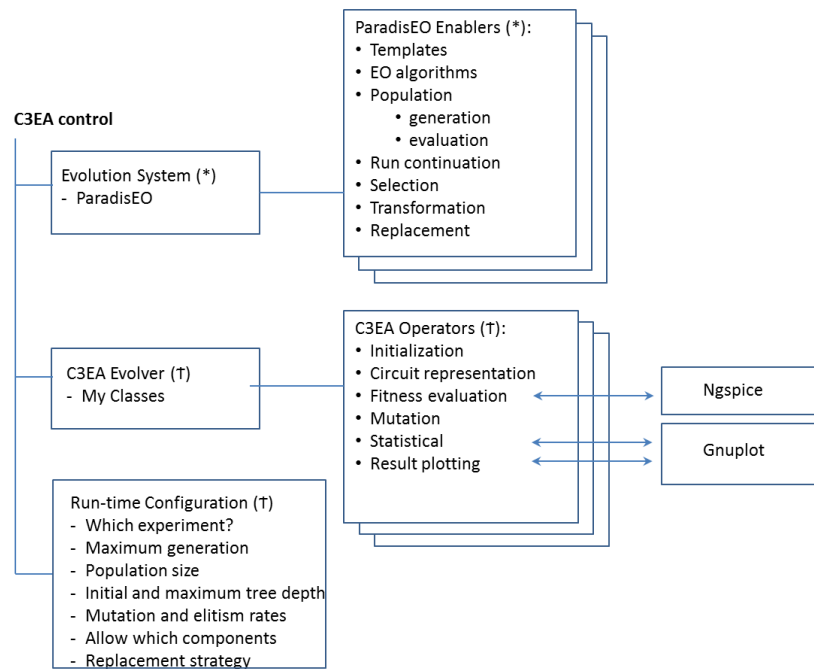 C3EA control
Evolution System (*)
- ParadisEO
ParadisEO Enablers (*):
• Templates
• EO algorithms
• Population
• generation
• evaluation
• Run continuation
• Selection
• Transformation
• Replacement
C3EA Evolver (Ϯ)
- My Classes
C3EA Operators (Ϯ):
• Initialization
• Circuit representation
• Fitness evaluation
• Mutation
• Statistical
• Result plotting
Ngspice
Gnuplot
Run-time Configuration (Ϯ)
- Which experiment?
- Maximum generation
- Population size
- Initial and maximum tree depth
- Mutation and elitism rates
- Allow which components
- Replacement strategy